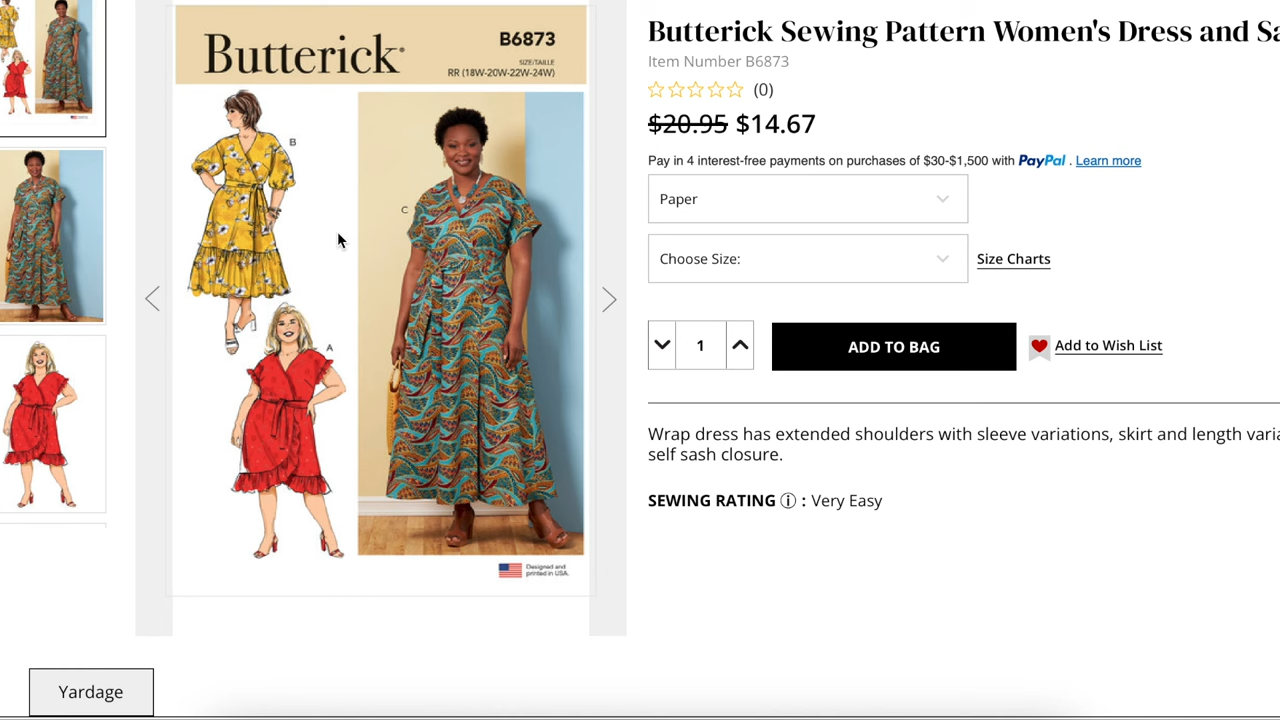 Butterick®
B6873
SIZE/TAILLE
RR (18W-20W-22W-24W)
B
C
A
Designed and
printed in USA.
Butterick Sewing Pattern Women's Dress and Sa
Item Number B6873
(0)
$20.95 $14.67
Pay in 4 interest-free payments on purchases of $30-$1,500 with PayPal . Learn more
Paper
Choose Size:
Size Charts
1
ADD TO BAG
Add to Wish List
Wrap dress has extended shoulders with sleeve variations, skirt and length varia
self sash closure.
SEWING RATING ⓘ : Very Easy
Yardage